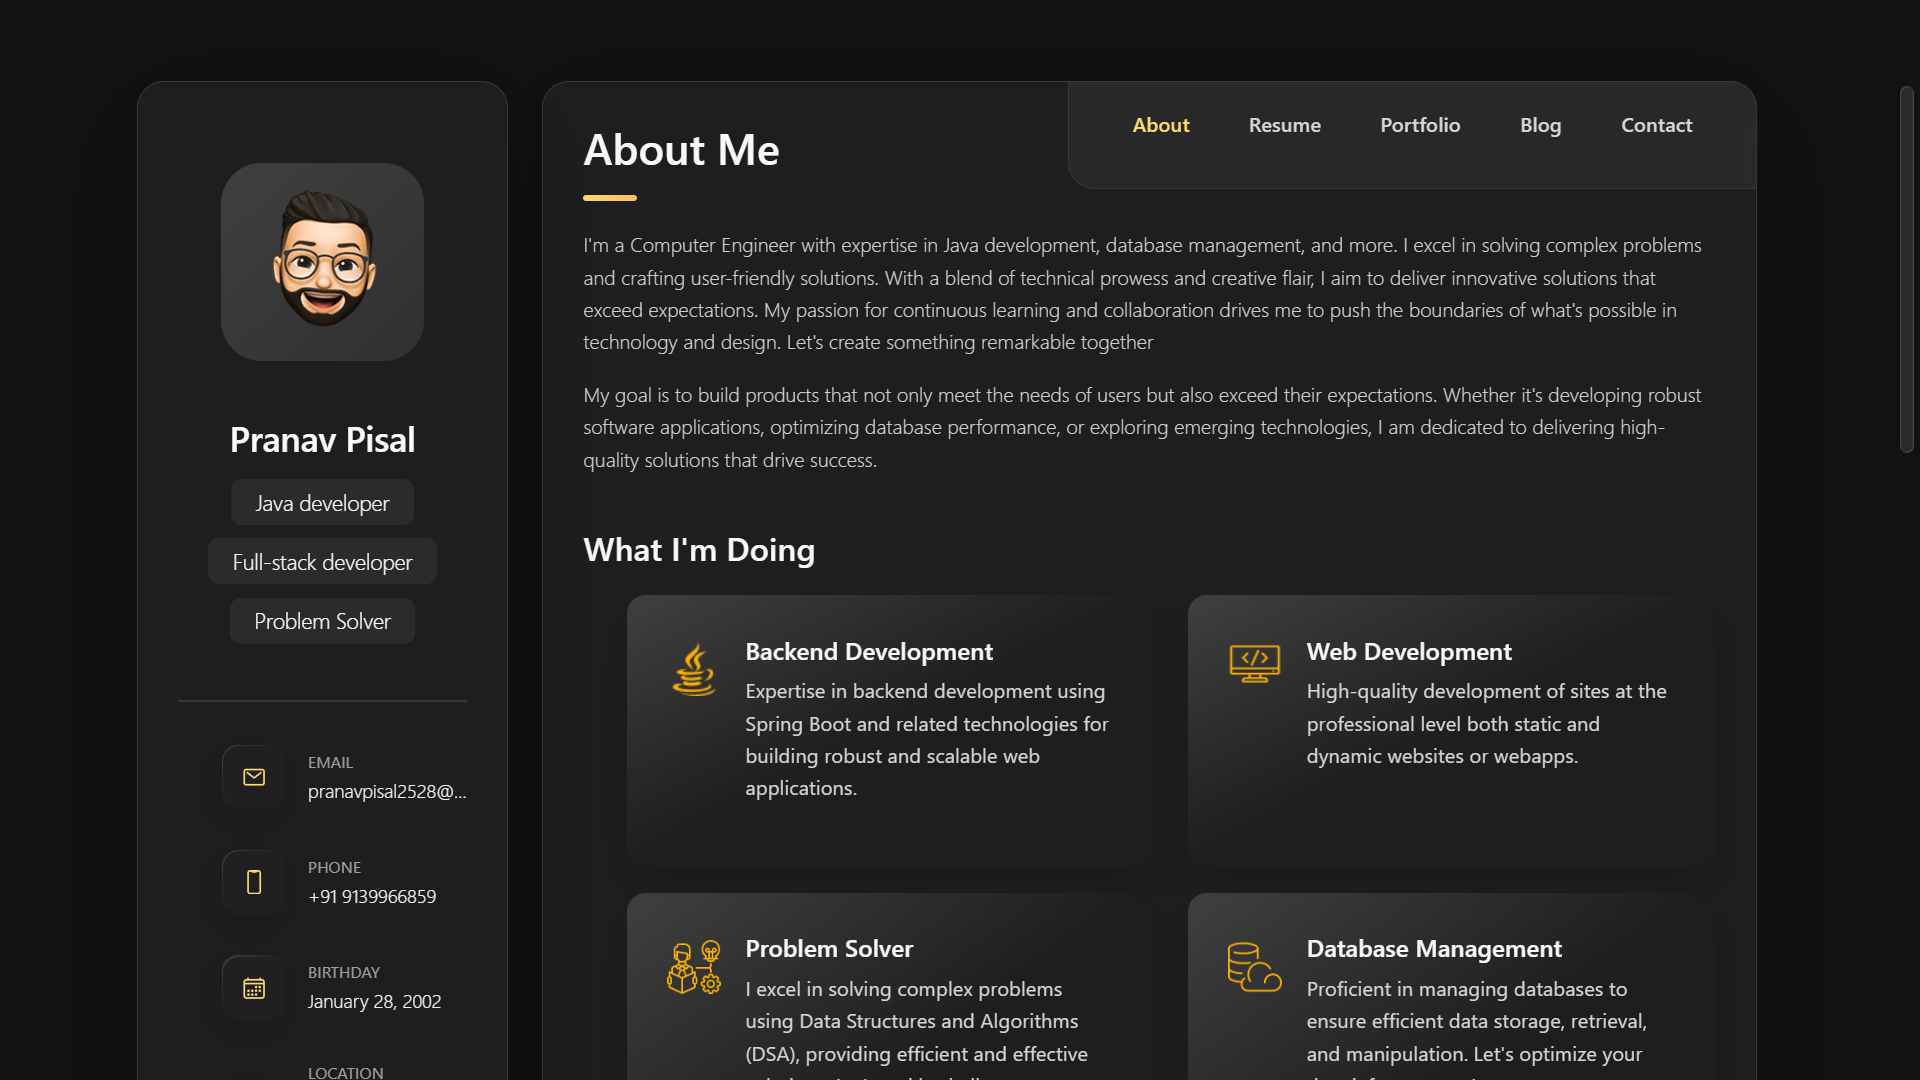 Pranav Pisal
Java developer
Full-stack developer
Problem Solver
EMAIL
pranavpisal2528@...
PHONE
+91 9139966859
BIRTHDAY
January 28, 2002
LOCATION
About
Resume
Portfolio
Blog
Contact
About Me
I'm a Computer Engineer with expertise in Java development, database management, and more. I excel in solving complex problems
and crafting user-friendly solutions. With a blend of technical prowess and creative flair, I aim to deliver innovative solutions that
exceed expectations. My passion for continuous learning and collaboration drives me to push the boundaries of what's possible in
technology and design. Let's create something remarkable together
My goal is to build products that not only meet the needs of users but also exceed their expectations. Whether it's developing robust
software applications, optimizing database performance, or exploring emerging technologies, I am dedicated to delivering high-
quality solutions that drive success.
What I'm Doing
Backend Development
Expertise in backend development using
Spring Boot and related technologies for
building robust and scalable web
applications.
Web Development
High-quality development of sites at the
professional level both static and
dynamic websites or webapps.
Problem Solver
I excel in solving complex problems
using Data Structures and Algorithms
(DSA), providing efficient and effective
Database Management
Proficient in managing databases to
ensure efficient data storage, retrieval,
and manipulation. Let's optimize your